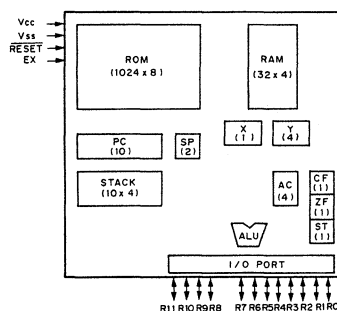 Vcc
Vss
RESET
EX
ROM
(1024 x 8)
RAM
(32 x 4)
X
(1)
Y
(4)
PC
(10)
SP
(2)
STACK
(10 x 4)
AC
(4)
CF
(1)
ZF
(1)
ST
(1)
ALU
I/O PORT
R11 R10 R9 R8 R7 R6 R5 R4 R3 R2 R1 R0